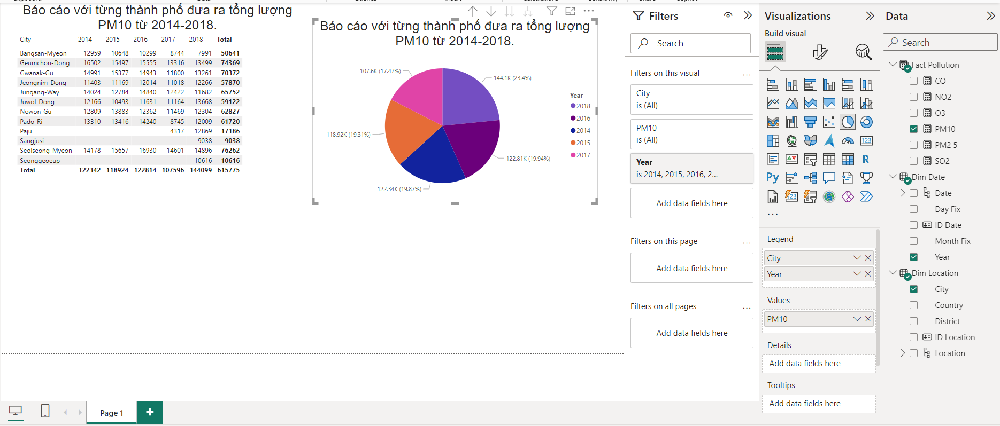 Báo cáo với từng thành phố đưa ra tổng lượng
PM10 từ 2014-2018.
City 2014 2015 2016 2017 2018 Total
Bangsan-Myeon 12959 10648 10299 8744 7991 50641
Geumchon-Dong 16502 15497 15555 13316 13499 74369
Gwanak-Gu 14991 15377 14943 11800 13261 70372
Jeongnim-Dong 11403 11169 12014 11018 12266 57870
Jungang-Way 14024 12784 14840 12422 11682 65752
Juwol-Dong 12166 10493 11631 11164 13668 59122
Nowon-Gu 12809 13883 12362 11469 12304 62827
Pado-Ri 13310 13416 14240 8745 12009 61720
Paju 4317 12869 17186
Sangjusi 9038 9038
Seolseong-Myeon 14178 15657 16930 14601 14896 76262
Seonggeoeup 10616 10616
Total 122342 118924 122814 107596 144099 615775
Báo cáo với từng thành phố đưa ra tổng lượng
PM10 từ 2014-2018.
107.6K (17.47%)
144.1K (23.4%)
118.92K (19.31%)
122.81K (19.94%)
122.34K (19.87%)
Year
2018
2016
2014
2015
2017
Page 1
Filters
Search
Filters on this visual
City
is (All)
PM10
is (All)
Year
is 2014, 2015, 2016, 2...
Add data fields here
Filters on this page
Add data fields here
Filters on all pages
Add data fields here
Visualizations
Build visual
123
R
Py
123
Legend
City
Year
Values
PM10
Details
Add data fields here
Tooltips
Add data fields here
Data
Search
Fact Pollution
CO
NO2
O3
PM10
PM2 5
SO2
Dim Date
Date
Day Fix
ID Date
Month Fix
Year
Dim Location
City
Country
District
ID Location
Location